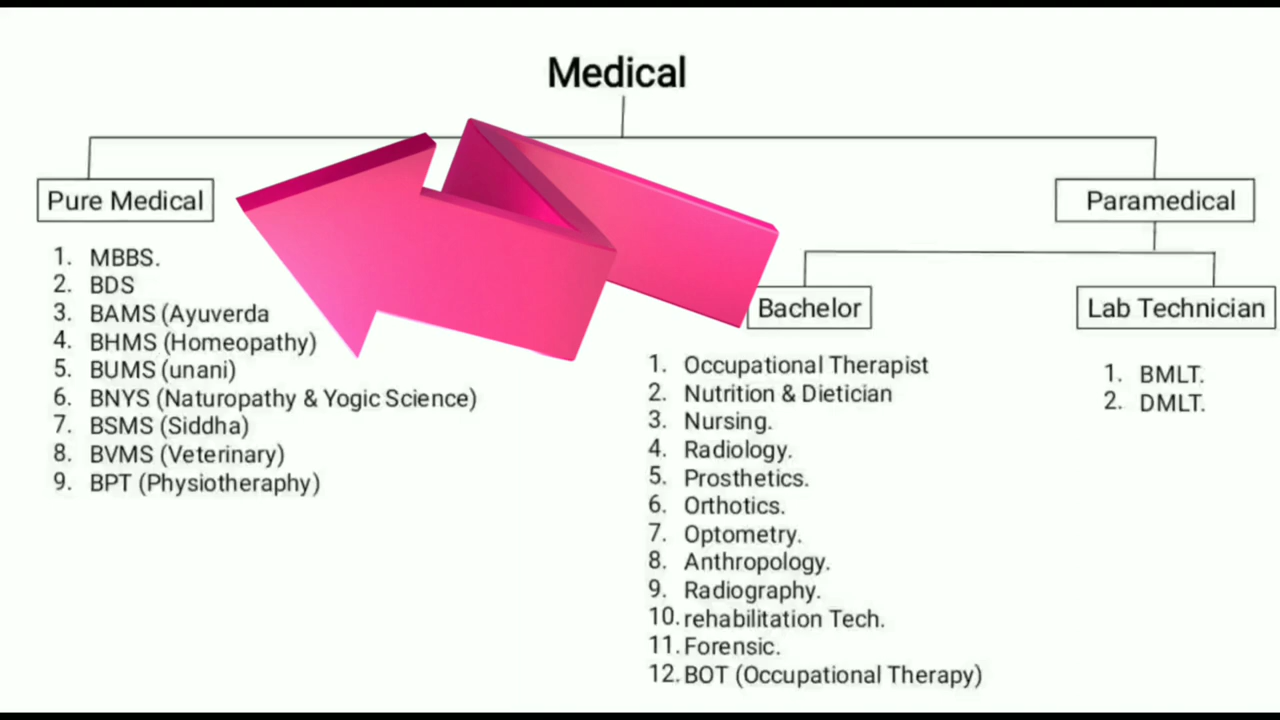 Medical
Pure Medical
1. MBBS.
2. BDS
3. BAMS (Ayuverda
4. BHMS (Homeopathy)
5. BUMS (unani)
6. BNYS (Naturopathy & Yogic Science)
7. BSMS (Siddha)
8. BVMS (Veterinary)
9. BPT (Physiotheraphy)
Paramedical
Bachelor
1. Occupational Therapist
2. Nutrition & Dietician
3. Nursing.
4. Radiology.
5. Prosthetics.
6. Orthotics.
7. Optometry.
8. Anthropology.
9. Radiography.
10. rehabilitation Tech.
11. Forensic.
12. BOT (Occupational Therapy)
Lab Technician
1. BMLT.
2. DMLT.